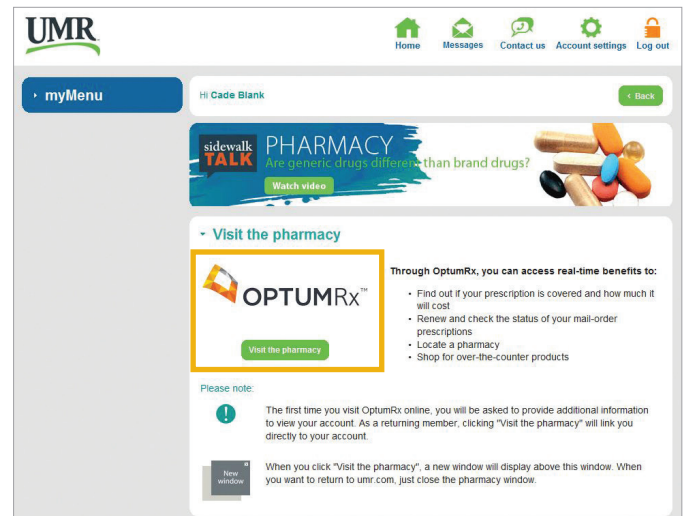 UMR
Home Messages Contact us Account settings Log out
› myMenu
Hi Cade Blank
‹ Back
sidewalk
TALK
PHARMACY
Are generic drugs different than brand drugs?
Watch video
Visit the pharmacy
OPTUMRx™
Visit the pharmacy
Through OptumRx, you can access real-time benefits to:
• Find out if your prescription is covered and how much it
will cost
• Renew and check the status of your mail-order
prescriptions
• Locate a pharmacy
• Shop for over-the-counter products
Please note:
!
The first time you visit OptumRx online, you will be asked to provide additional information
to view your account. As a returning member, clicking "Visit the pharmacy" will link you
directly to your account.
New
window
When you click "Visit the pharmacy", a new window will display above this window. When
you want to return to umr.com, just close the pharmacy window.